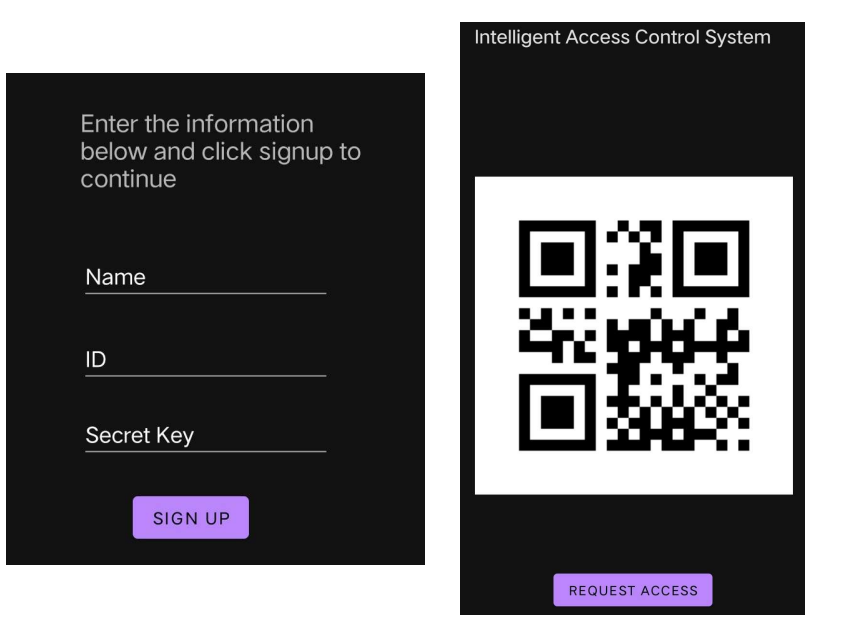 Enter the information
below and click signup to
continue
Name
ID
Secret Key
SIGN UP
Intelligent Access Control System
REQUEST ACCESS